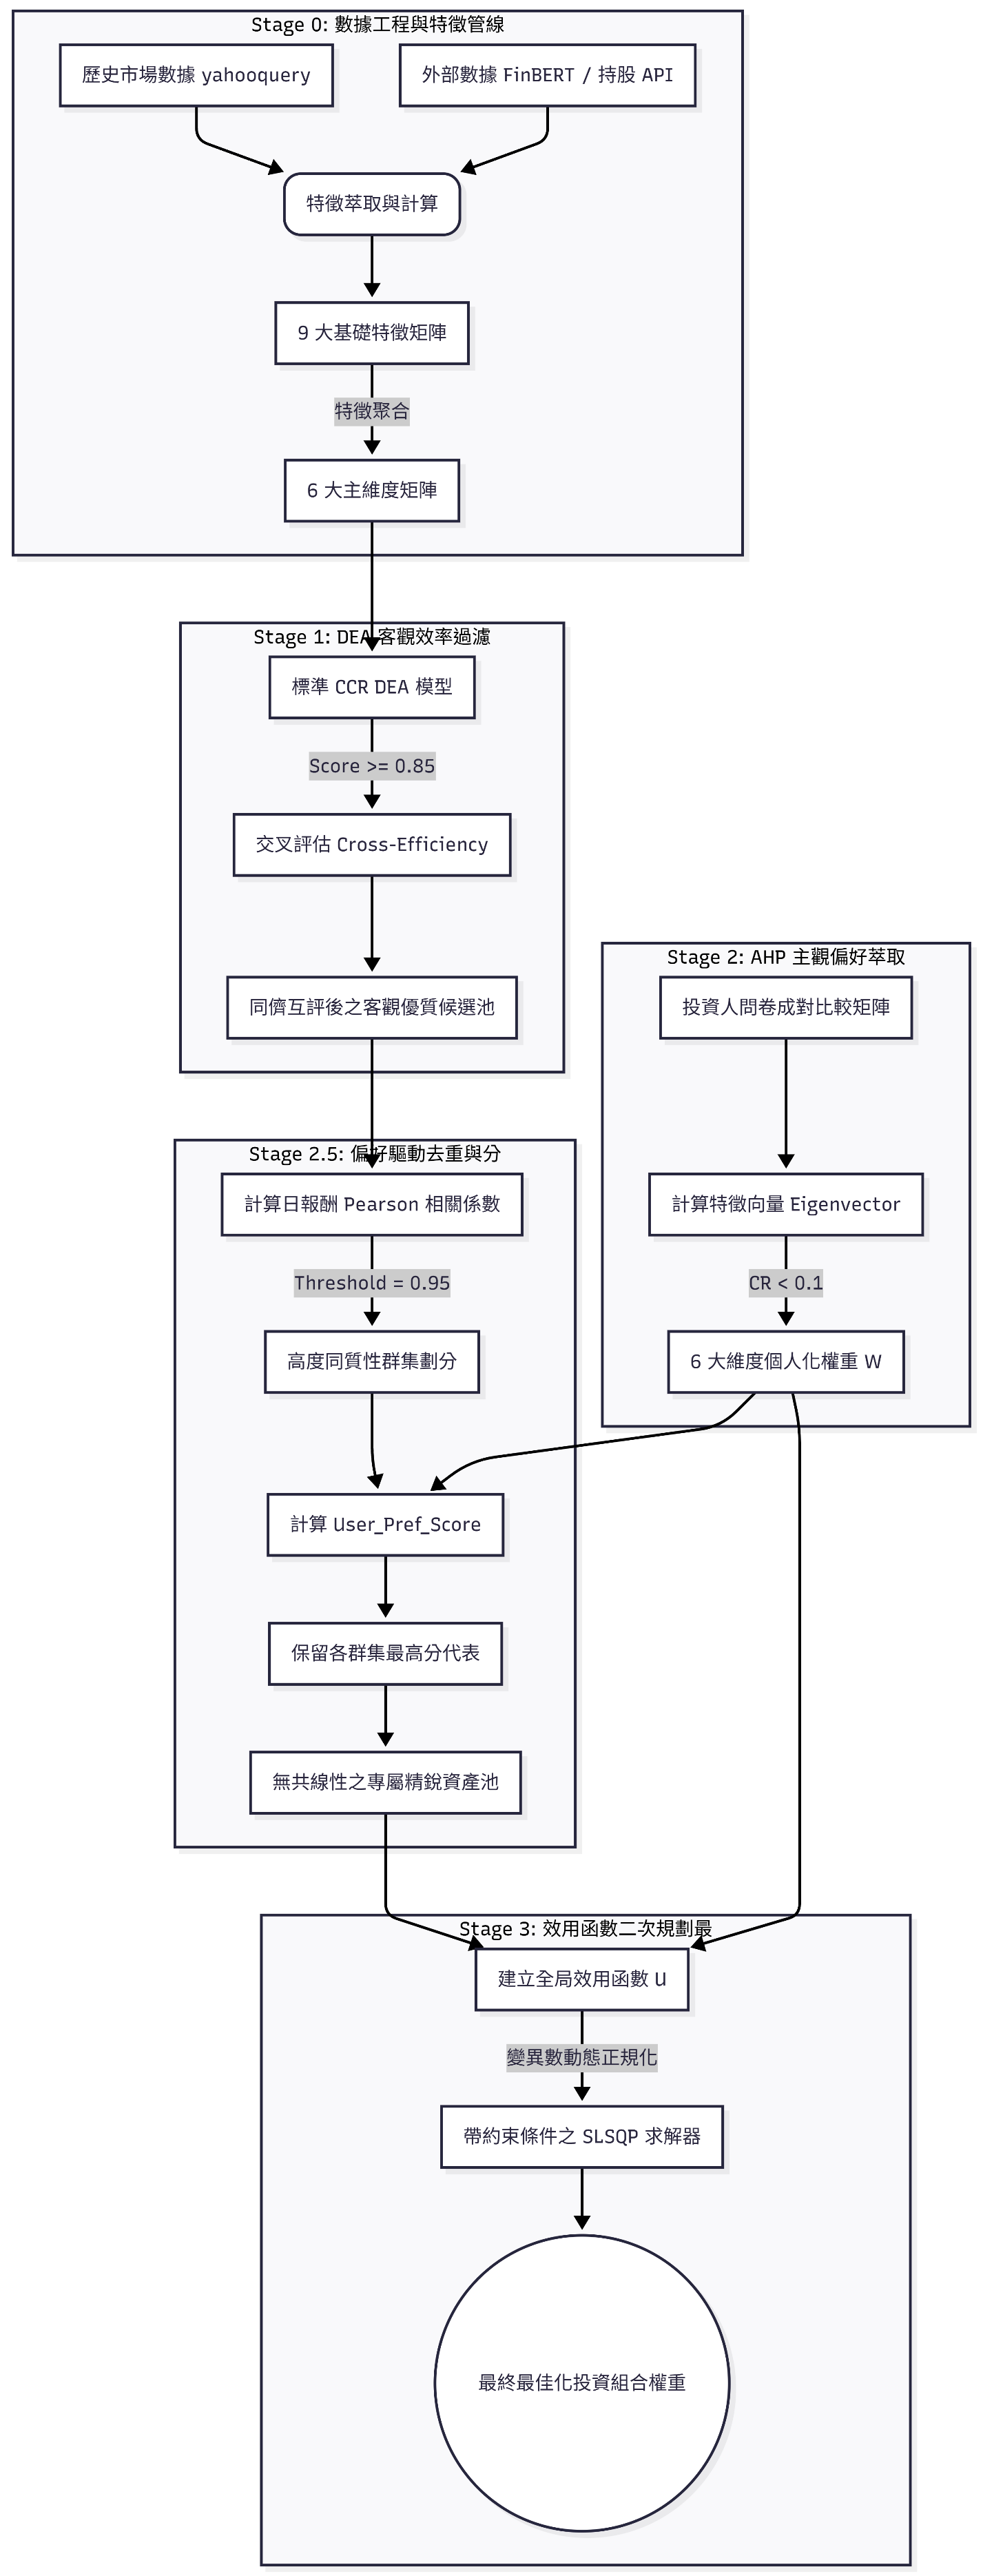 Stage 0: 數據工程與特徵管線
歷史市場數據 yahooquery
外部數據 FinBERT / 持股 API
特徵萃取與計算
9 大基礎特徵矩陣
特徵聚合
6 大主維度矩陣
Stage 1: DEA 客觀效率過濾
標準 CCR DEA 模型
Score >= 0.85
交叉評估 Cross-Efficiency
同儕互評後之客觀優質候選池
Stage 2: AHP 主觀偏好萃取
投資人問卷成對比較矩陣
計算特徵向量 Eigenvector
CR < 0.1
6 大維度個人化權重 W
Stage 2.5: 偏好驅動去重與分
計算日報酬 Pearson 相關係數
Threshold = 0.95
高度同質性群集劃分
計算 User_Pref_Score
保留各群集最高分代表
無共線性之專屬精銳資產池
Stage 3: 效用函數二次規劃最
建立全局效用函數 U
變異數動態正規化
帶約束條件之 SLSQP 求解器
最終最佳化投資組合權重